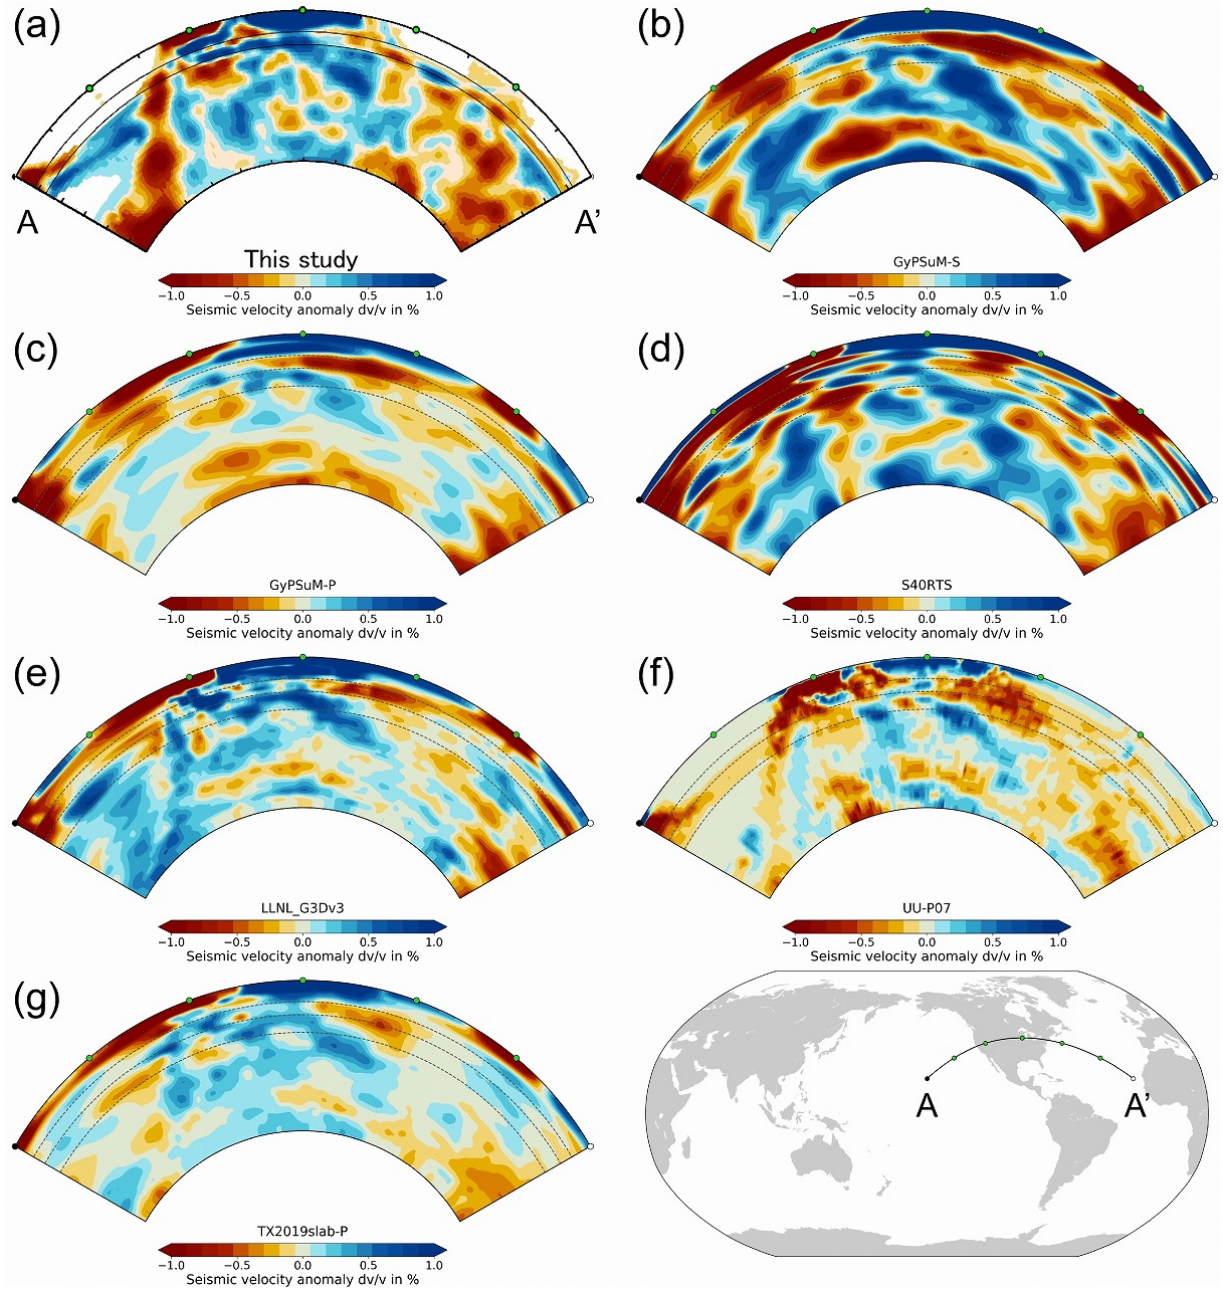 (a)
A
A'
This study
−1.0 −0.5 0.0 0.5 1.0
Seismic velocity anomaly dv/v in %
(b)
GyPSuM-S
−1.0 −0.5 0.0 0.5 1.0
Seismic velocity anomaly dv/v in %
(c)
GyPSuM-P
−1.0 −0.5 0.0 0.5 1.0
Seismic velocity anomaly dv/v in %
(d)
S40RTS
−1.0 −0.5 0.0 0.5 1.0
Seismic velocity anomaly dv/v in %
(e)
LLNL_G3Dv3
−1.0 −0.5 0.0 0.5 1.0
Seismic velocity anomaly dv/v in %
(f)
UU-P07
−1.0 −0.5 0.0 0.5 1.0
Seismic velocity anomaly dv/v in %
(g)
TX2019slab-P
−1.0 −0.5 0.0 0.5 1.0
Seismic velocity anomaly dv/v in %
A
A'